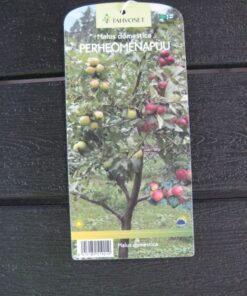 TAHVOSET
Malus domestica
PERHEOMENAPUU
Malus domestica